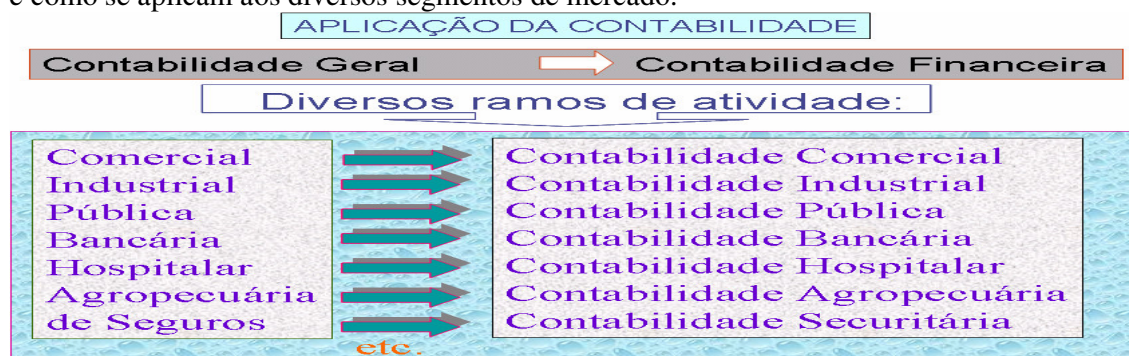 e como se aplicam aos diversos segmentos de mercado.
APLICAÇÃO DA CONTABILIDADE
Contabilidade Geral Contabilidade Financeira
Diversos ramos de atividade:
Comercial Contabilidade Comercial
Industrial Contabilidade Industrial
Pública Contabilidade Pública
Bancária Contabilidade Bancária
Hospitalar Contabilidade Hospitalar
Agropecuária Contabilidade Agropecuária
de Seguros Contabilidade Securitária
etc.